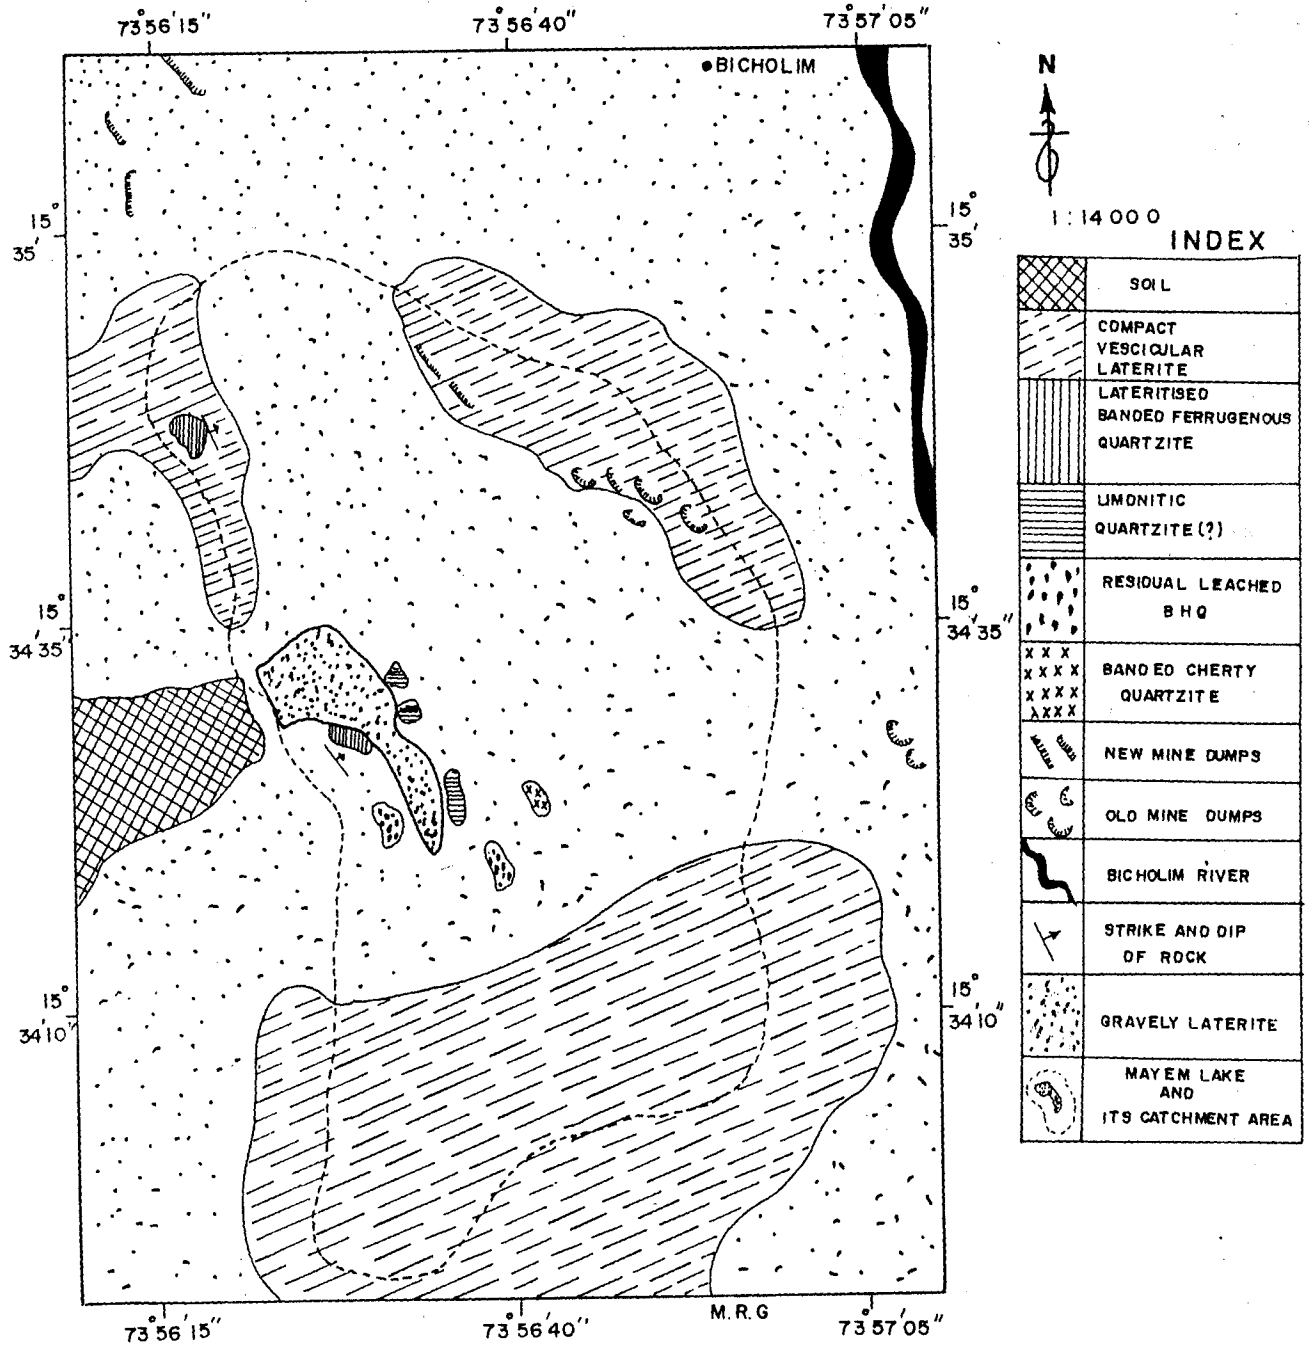 73°56'15"
73°56'40"
73°57'05"
BICHOLIM
N
1:14000
INDEX
15°
35'
15°
35'
SOIL
COMPACT
VESCICULAR
LATERITE
LATERITISED
BANDED FERRUGENOUS
QUARTZITE
LIMONITIC
QUARTZITE (?)
RESIDUAL LEACHED
BHQ
BANDED CHERTY
QUARTZITE
NEW MINE DUMPS
OLD MINE DUMPS
BICHOLIM RIVER
STRIKE AND DIP
OF ROCK
GRAVELY LATERITE
MAYEM LAKE
AND
ITS CATCHMENT AREA
15°
34'35"
15°
34'35"
15°
34'10"
15°
34'10"
M.R.G
73°56'15"
73°56'40"
73°57'05"